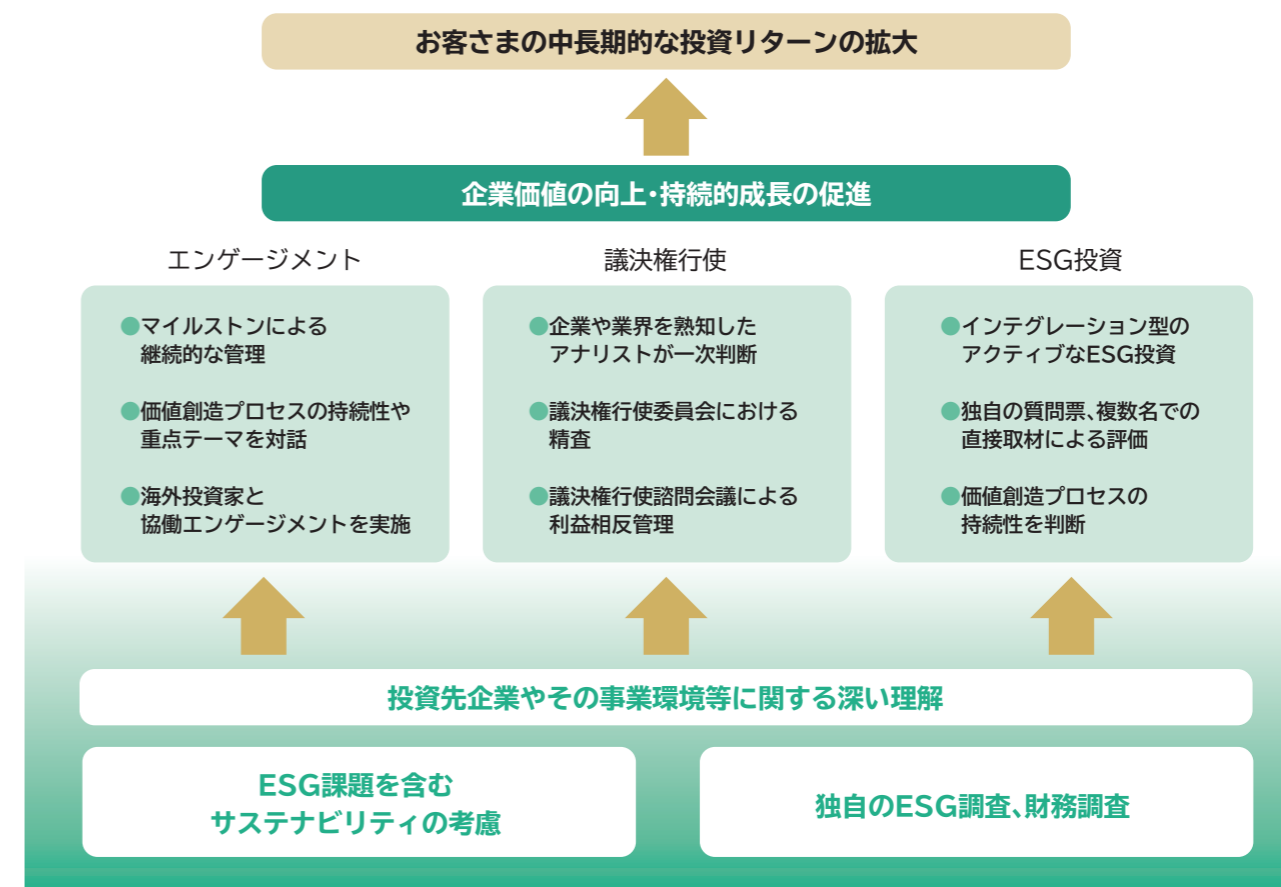 お客さまの中長期的な投資リターンの拡大
企業価値の向上・持続的成長の促進
エンゲージメント
●マイルストンによる
継続的な管理
●価値創造プロセスの持続性や
重点テーマを対話
●海外投資家と
協働エンゲージメントを実施
議決権行使
●企業や業界を熟知した
アナリストが一次判断
●議決権行使委員会における
精査
●議決権行使諮問会議による
利益相反管理
ESG投資
●インテグレーション型の
アクティブなESG投資
●独自の質問票、複数名での
直接取材による評価
●価値創造プロセスの
持続性を判断
投資先企業やその事業環境等に関する深い理解
ESG課題を含む
サステナビリティの考慮
独自のESG調査、財務調査